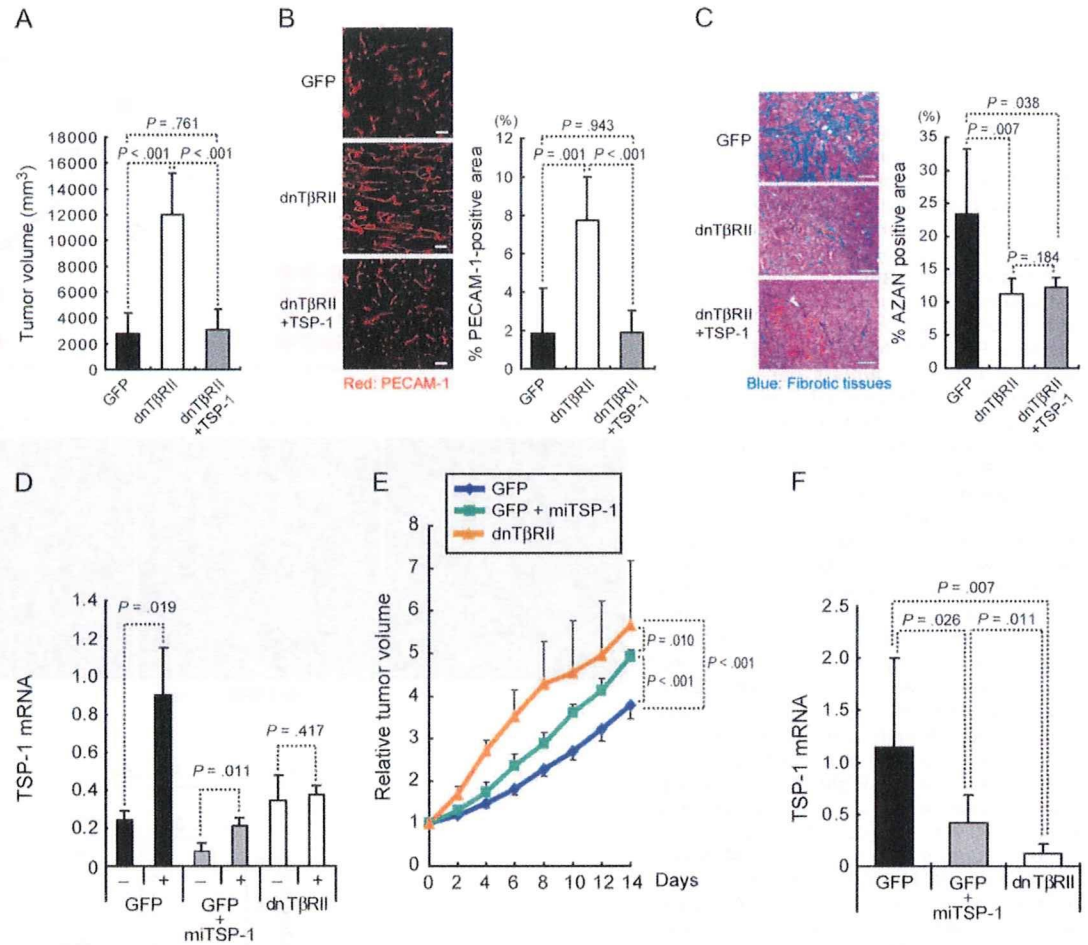 A
Tumor volume (mm3)
18000
16000
14000
12000
10000
8000
6000
4000
2000
0
P = .761
P < .001
P < .001
GFP
dnTβRII
dnTβRII
+TSP-1
B
GFP
dnTβRII
dnTβRII
+TSP-1
Red: PECAM-1
% PECAM-1-positive area
(%)
12
10
8
6
4
2
0
P = .943
P = .001
P < .001
GFP
dnTβRII
dnTβRII
+TSP-1
C
GFP
dnTβRII
dnTβRII
+TSP-1
Blue: Fibrotic tissues
% AZAN positive area
(%)
35
30
25
20
15
10
5
0
P = .038
P = .007
P = .184
GFP
dnTβRII
dnTβRII
+TSP-1
D
TSP-1 mRNA
1.4
1.2
1.0
0.8
0.6
0.4
0.2
0
P = .019
P = .011
P = .417
– + – + – +
GFP
GFP
+
miTSP-1
dnTβRII
E
GFP
GFP + miTSP-1
dnTβRII
Relative tumor volume
8
7
6
5
4
3
2
1
0
P = .010
P < .001
P < .001
0 2 4 6 8 10 12 14 Days
F
TSP-1 mRNA
2.5
2.0
1.5
1.0
0.5
0
P = .007
P = .026
P = .011
GFP
GFP
+
miTSP-1
dnTβRII